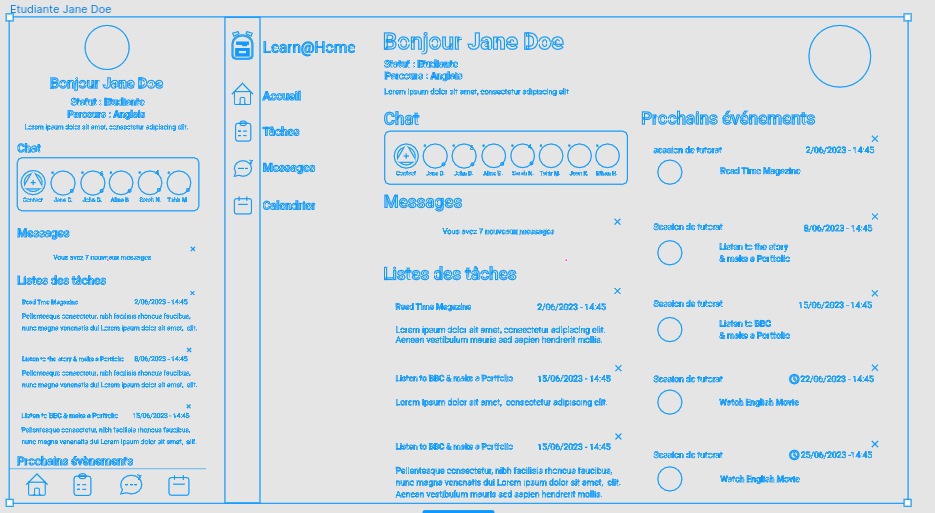 Etudiante Jane Doe
Bonjour Jane Doe
Statut : Etudiante
Parcours : Anglais
Lorem ipsum dolor sit amet, consectetur adipiscing elit.
Chat
Contact Jane D. John D. Aline B. Sarah N. Tahir M.
Messages
Vous avez 7 nouveaux messages
Listes des tâches
Read Time Magazine 2/06/2023 - 14:45
Pellentesque consectetur, nibh facilisis rhoncus faucibus,
nunc magna venenatis dui Lorem ipsum dolor sit amet, elit.
Listen to the story & make a Portfolio 8/06/2023 - 14:45
Pellentesque consectetur, nibh facilisis rhoncus faucibus,
nunc magna venenatis dui Lorem ipsum dolor sit amet, elit.
Listen to BBC & make a Portfolio 15/06/2023 - 14:45
Pellentesque consectetur, nibh facilisis rhoncus faucibus,
nunc magna venenatis dui Lorem ipsum dolor sit amet, elit.
Prochains évènements
Learn@Home
Accueil
Tâches
Messages
Calendrier
Bonjour Jane Doe
Statut : Etudiante
Parcours : Anglais
Lorem ipsum dolor sit amet, consectetur adipiscing elit
Chat
Contact Jane D. John D. Aline B. Sarah N. Tahir M. Jean K.
Messages
Vous avez 7 nouveaux messages
Listes des tâches
Read Time Magazine 2/06/2023 - 14:45
Lorem ipsum dolor sit amet, consectetur adipiscing elit.
Aenean vestibulum mauris sed sapien hendrerit mollis.
Listen to BBC & make a Portfolio 15/06/2023 - 14:45
Lorem ipsum dolor sit amet, consectetur adipiscing elit.
Listen to BBC & make a Portfolio 15/06/2023 - 14:45
Pellentesque consectetur, nibh facilisis rhoncus faucibus,
nunc magna venenatis dui Lorem ipsum dolor sit amet, elit.
Aenean vestibulum mauris sed sapien hendrerit mollis.
Prochains événements
session de tutorat 2/06/2023 - 14:45
Read Time Magazine
Session de tutorat 8/06/2023 - 14:45
Listen to the story
& make a Portfolio
Session de tutorat 15/06/2023 - 14:45
Listen to BBC
& make a Portfolio
Session de tutorat 22/06/2023 - 14:45
Watch English Movie
Session de tutorat 25/06/2023 - 14:45
Watch English Movie